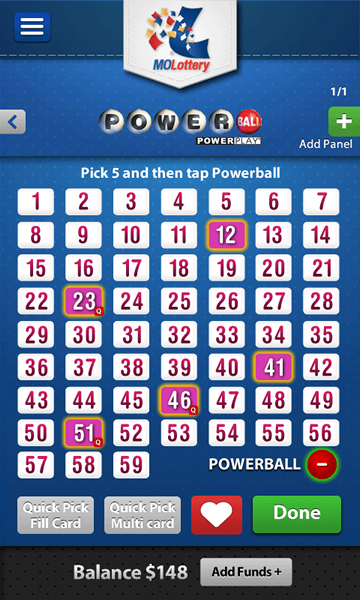 MOLottery
1/1
POWERBALL
POWERPLAY
Add Panel
Pick 5 and then tap Powerball
1 2 3 4 5 6 7
8 9 10 11 12 13 14
15 16 17 18 19 20 21
22 23 Q 24 25 26 27 28
29 30 31 32 33 34 35
36 37 38 39 40 41 42
43 44 45 46 Q 47 48 49
50 51 Q 52 53 54 55 56
57 58 59 POWERBALL −
Quick Pick Quick Pick
Fill Card Multi card Done
Balance $148 Add Funds +